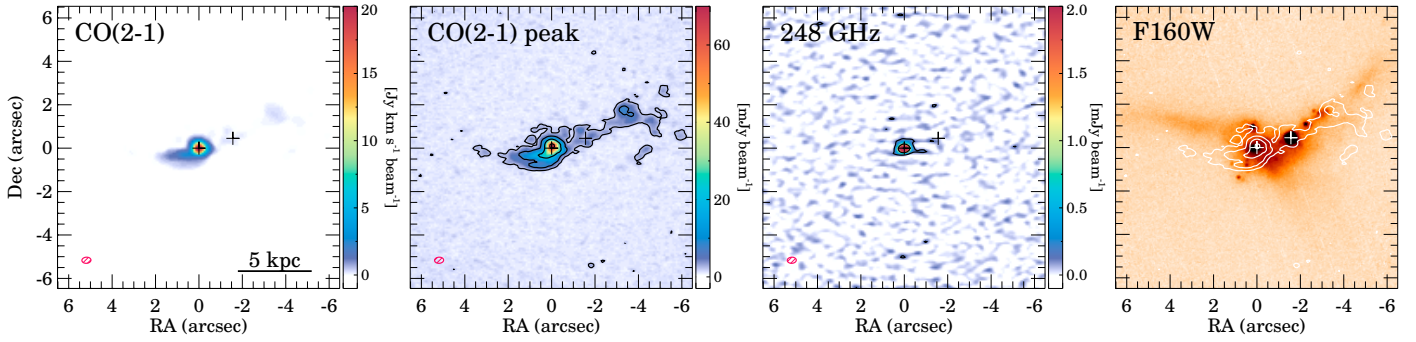 CO(2-1)
CO(2-1) peak
248 GHz
F160W
20
15
10
5
0
[Jy km s⁻¹ beam⁻¹]
60
40
20
0
[mJy beam⁻¹]
2.0
1.5
1.0
0.5
0.0
[mJy beam⁻¹]
6
4
2
0
-2
-4
-6
Dec (arcsec)
5 kpc
6 4 2 0 -2 -4 -6
6 4 2 0 -2 -4 -6
6 4 2 0 -2 -4 -6
6 4 2 0 -2 -4 -6
RA (arcsec)
RA (arcsec)
RA (arcsec)
RA (arcsec)